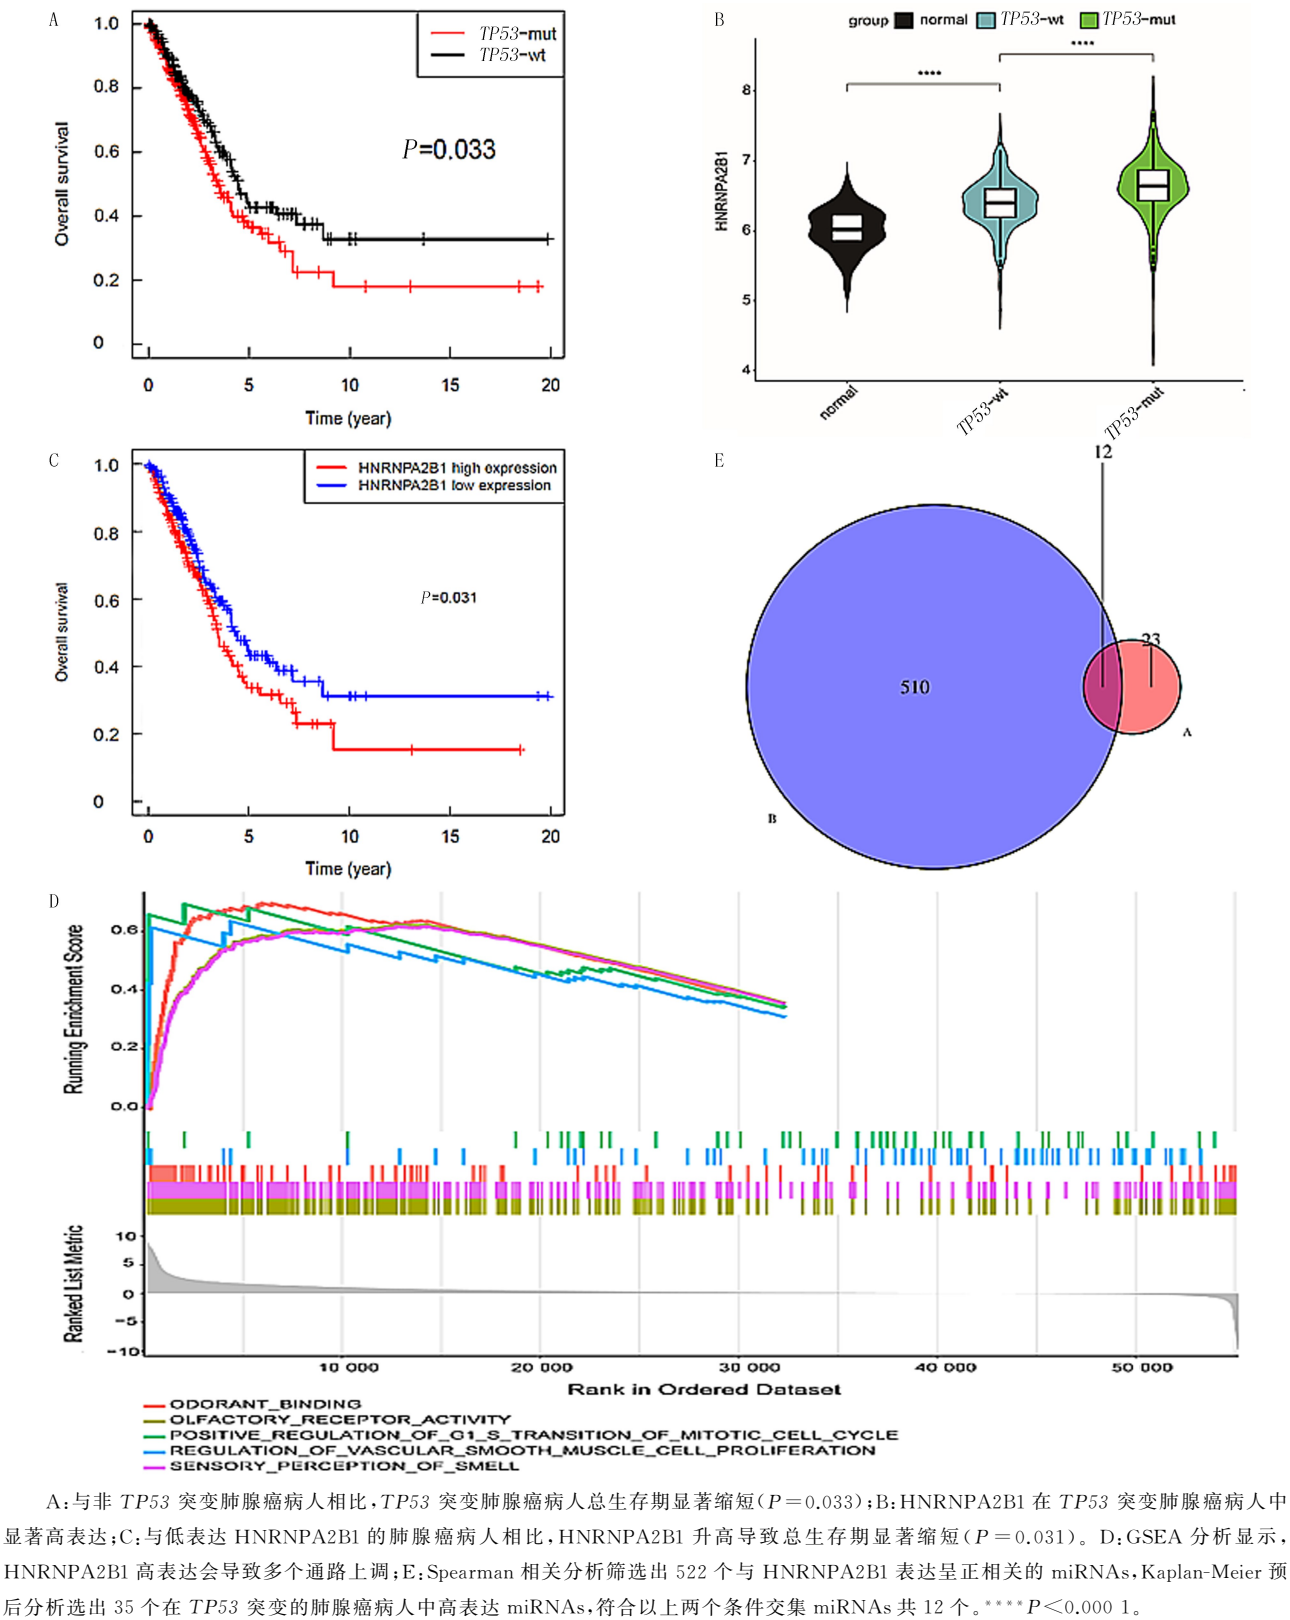 A
1.0
0.8
0.6
0.4
0.2
0
Overall survival
TP53-mut
TP53-wt
P=0.033
0 5 10 15 20
Time (year)
B
group normal TP53-wt TP53-mut
****
****
8
7
6
5
4
HNRNPA2B1
normal
TP53-wt
TP53-mut
C
1.0
0.8
0.6
0.4
0.2
0
Overall survival
HNRNPA2B1 high expression
HNRNPA2B1 low expression
P=0.031
0 5 10 15 20
Time (year)
E
12
23
510
A
B
D
0.6
0.4
0.2
0.0
Running Enrichment Score
10
5
0
-5
-10
Ranked List Metric
10 000 20 000 30 000 40 000 50 000
Rank in Ordered Dataset
ODORANT_BINDING
OLFACTORY_RECEPTOR_ACTIVITY
POSITIVE_REGULATION_OF_G1_S_TRANSITION_OF_MITOTIC_CELL_CYCLE
REGULATION_OF_VASCULAR_SMOOTH_MUSCLE_CELL_PROLIFERATION
SENSORY_PERCEPTION_OF_SMELL
A:与非 TP53 突变肺腺癌病人相比,TP53 突变肺腺癌病人总生存期显著缩短(P=0.033);B:HNRNPA2B1 在 TP53 突变肺腺癌病人中
显著高表达;C:与低表达 HNRNPA2B1 的肺腺癌病人相比,HNRNPA2B1 升高导致总生存期显著缩短(P=0.031)。D:GSEA 分析显示,
HNRNPA2B1 高表达会导致多个通路上调;E:Spearman 相关分析筛选出 522 个与 HNRNPA2B1 表达呈正相关的 miRNAs,Kaplan-Meier 预
后分析选出 35 个在 TP53 突变的肺腺癌病人中高表达 miRNAs,符合以上两个条件交集 miRNAs 共 12 个。****P<0.000 1。